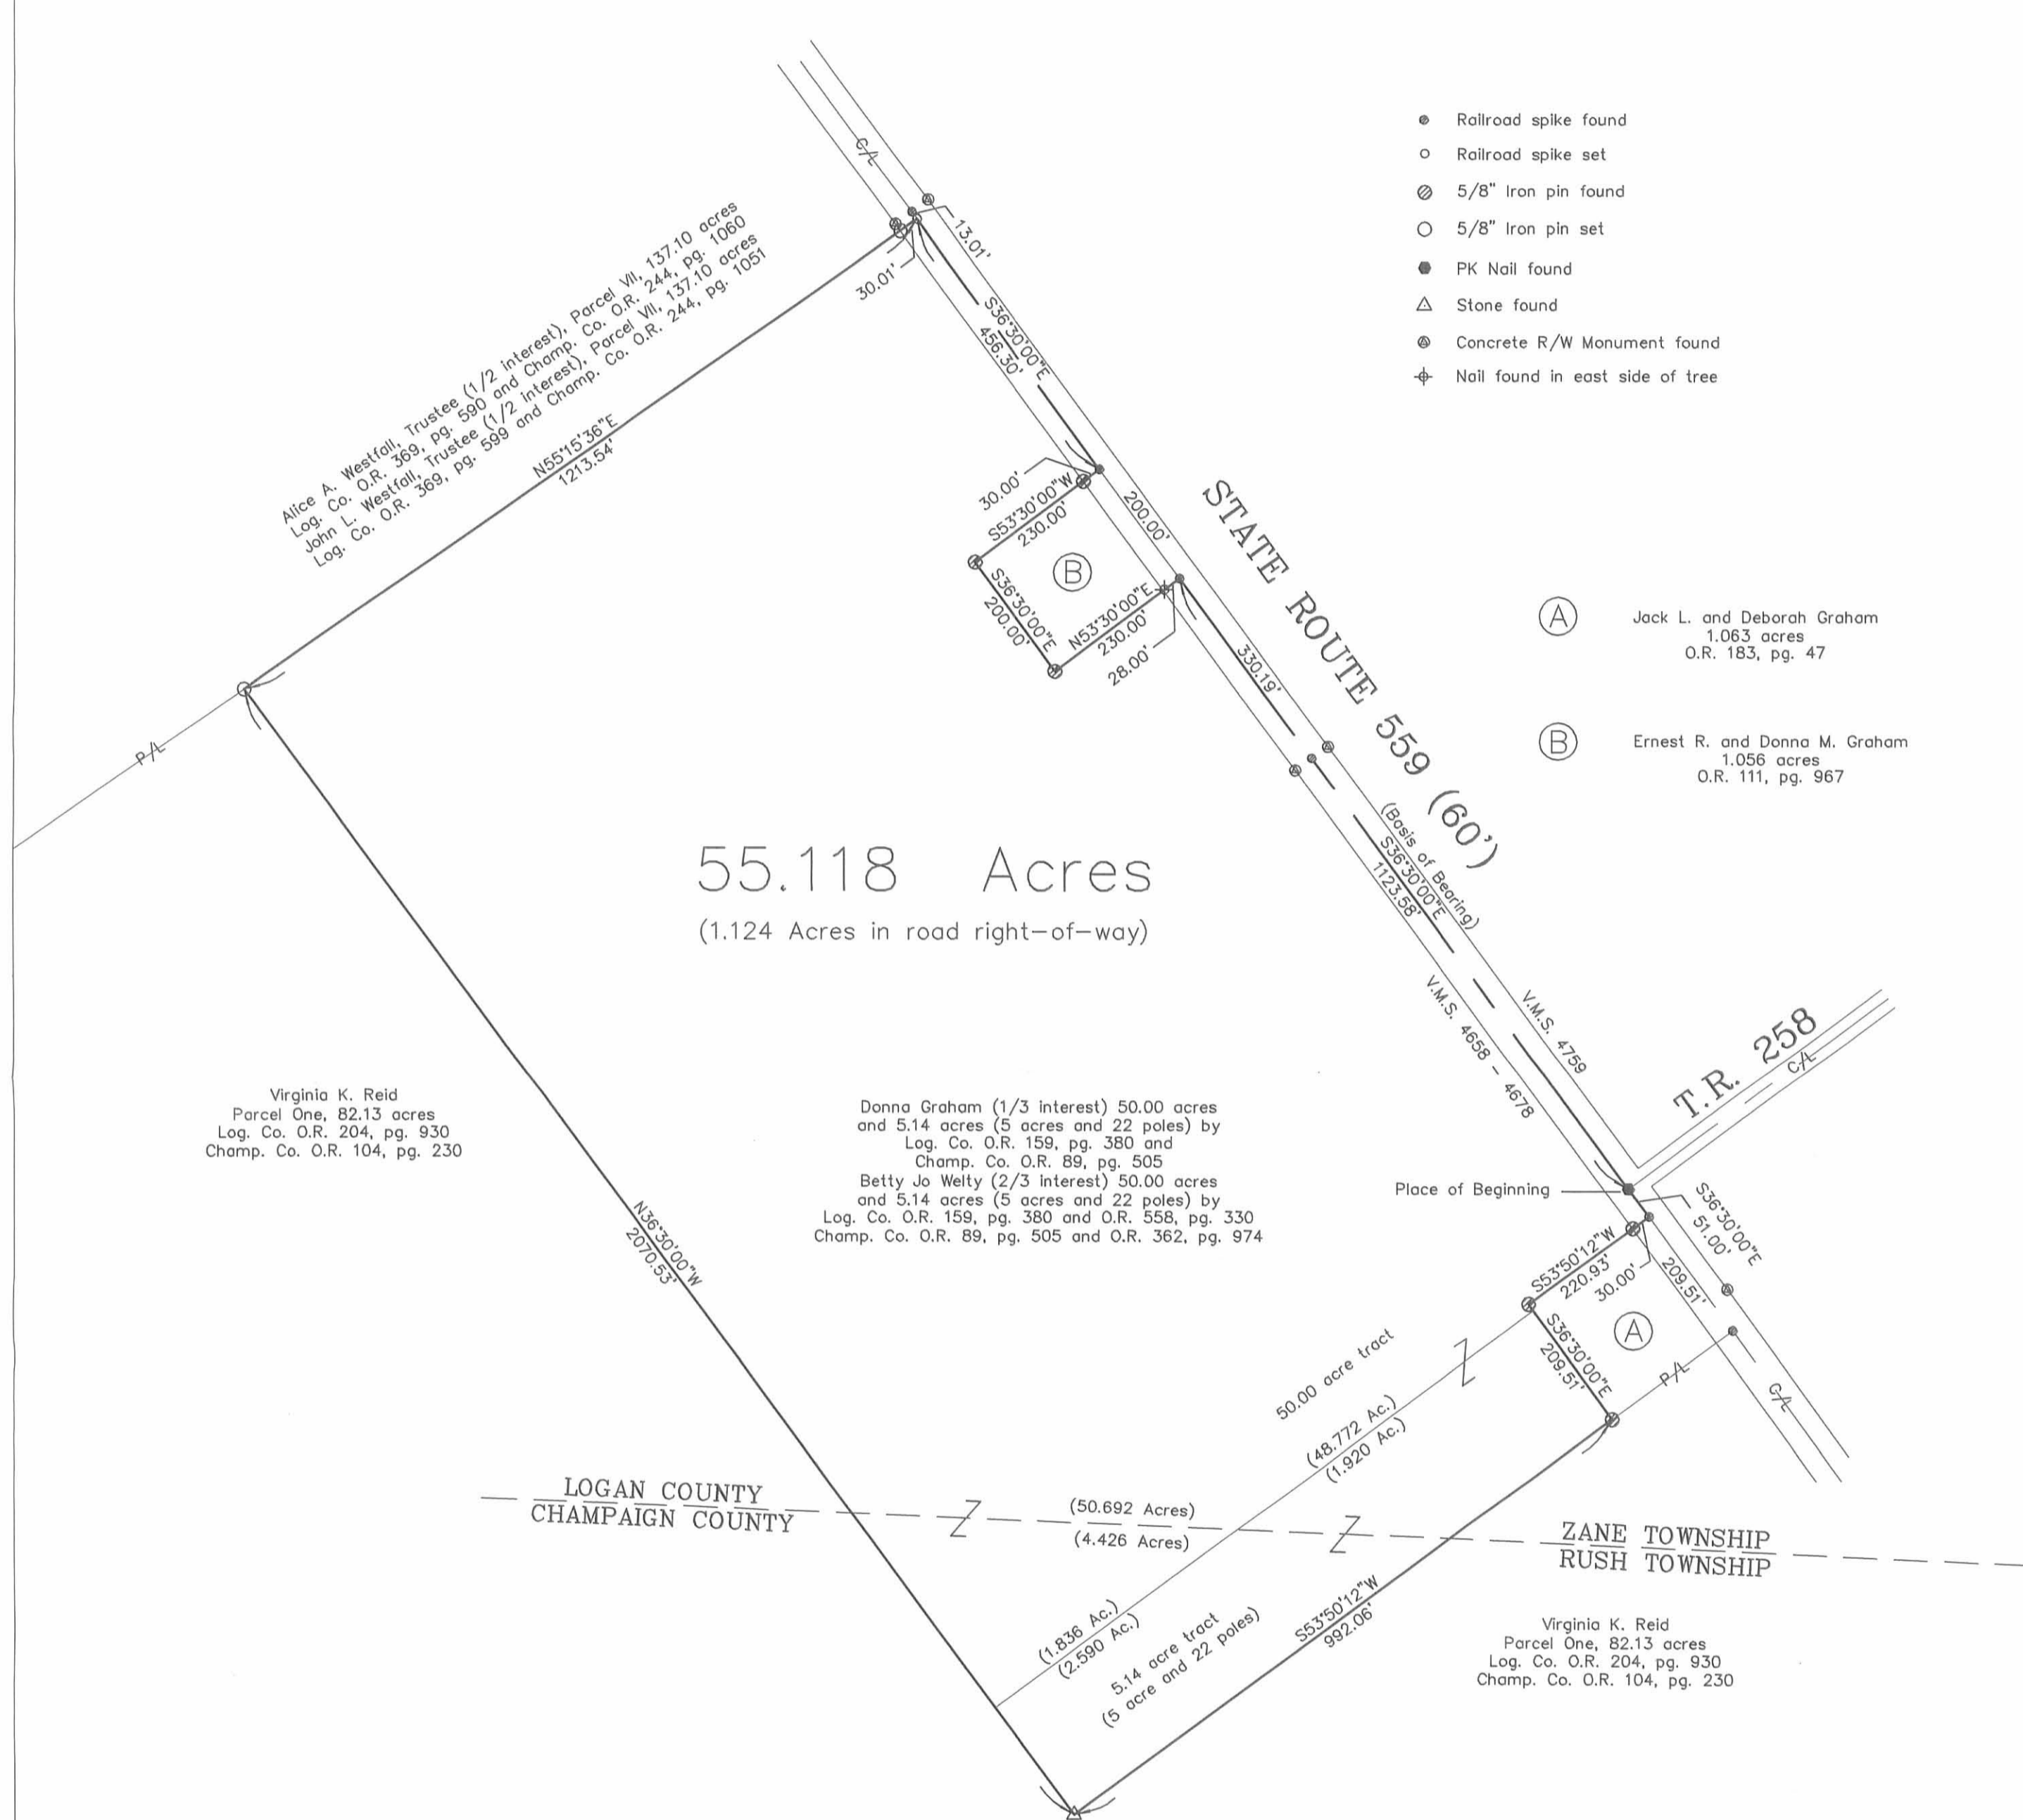 C/L
13.01'
30.01'
S36°30'00"E
456.30'
Alice A. Westfall, Trustee (1/2 interest), Parcel VII, 137.10 acres
Log. Co. O.R. 369, pg. 590 and Champ. Co. O.R. 244, pg. 1060
John L. Westfall, Trustee (1/2 interest), Parcel VII, 137.10 acres
Log. Co. O.R. 369, pg. 599 and Champ. Co. O.R. 244, pg. 1051
N55°15'36"E
1213.54'
Railroad spike found
Railroad spike set
5/8" Iron pin found
5/8" Iron pin set
PK Nail found
Stone found
Concrete R/W Monument found
Nail found in east side of tree
30.00'
S53°30'00"W
230.00'
200.00'
B
S36°30'00"E
200.00'
N53°30'00"E
230.00'
28.00'
330.19'
STATE ROUTE 559 (60')
A
Jack L. and Deborah Graham
1.063 acres
O.R. 183, pg. 47
B
Ernest R. and Donna M. Graham
1.056 acres
O.R. 111, pg. 967
P/L
55.118 Acres
(1.124 Acres in road right-of-way)
(Basis of Bearing)
S36°30'00"E
1123.58'
V.M.S. 4759
V.M.S. 4658 - 4678
T.R. 258
C/L
Virginia K. Reid
Parcel One, 82.13 acres
Log. Co. O.R. 204, pg. 930
Champ. Co. O.R. 104, pg. 230
Donna Graham (1/3 interest) 50.00 acres
and 5.14 acres (5 acres and 22 poles) by
Log. Co. O.R. 159, pg. 380 and
Champ. Co. O.R. 89, pg. 505
Betty Jo Welty (2/3 interest) 50.00 acres
and 5.14 acres (5 acres and 22 poles) by
Log. Co. O.R. 159, pg. 380 and O.R. 558, pg. 330
Champ. Co. O.R. 89, pg. 505 and O.R. 362, pg. 974
Place of Beginning
S36°30'00"E
51.00'
S53°50'12"W
220.93'
30.00'
209.51'
A
S36°30'00"E
209.51'
P/L
C/L
N36°30'00"W
2070.53'
50.00 acre tract
(48.772 Ac.)
(1.920 Ac.)
LOGAN COUNTY
CHAMPAIGN COUNTY
(50.692 Acres)
(4.426 Acres)
ZANE TOWNSHIP
RUSH TOWNSHIP
(1.836 Ac.)
(2.590 Ac.)
5.14 acre tract
(5 acre and 22 poles)
S53°50'12"W
992.06'
Virginia K. Reid
Parcel One, 82.13 acres
Log. Co. O.R. 204, pg. 930
Champ. Co. O.R. 104, pg. 230